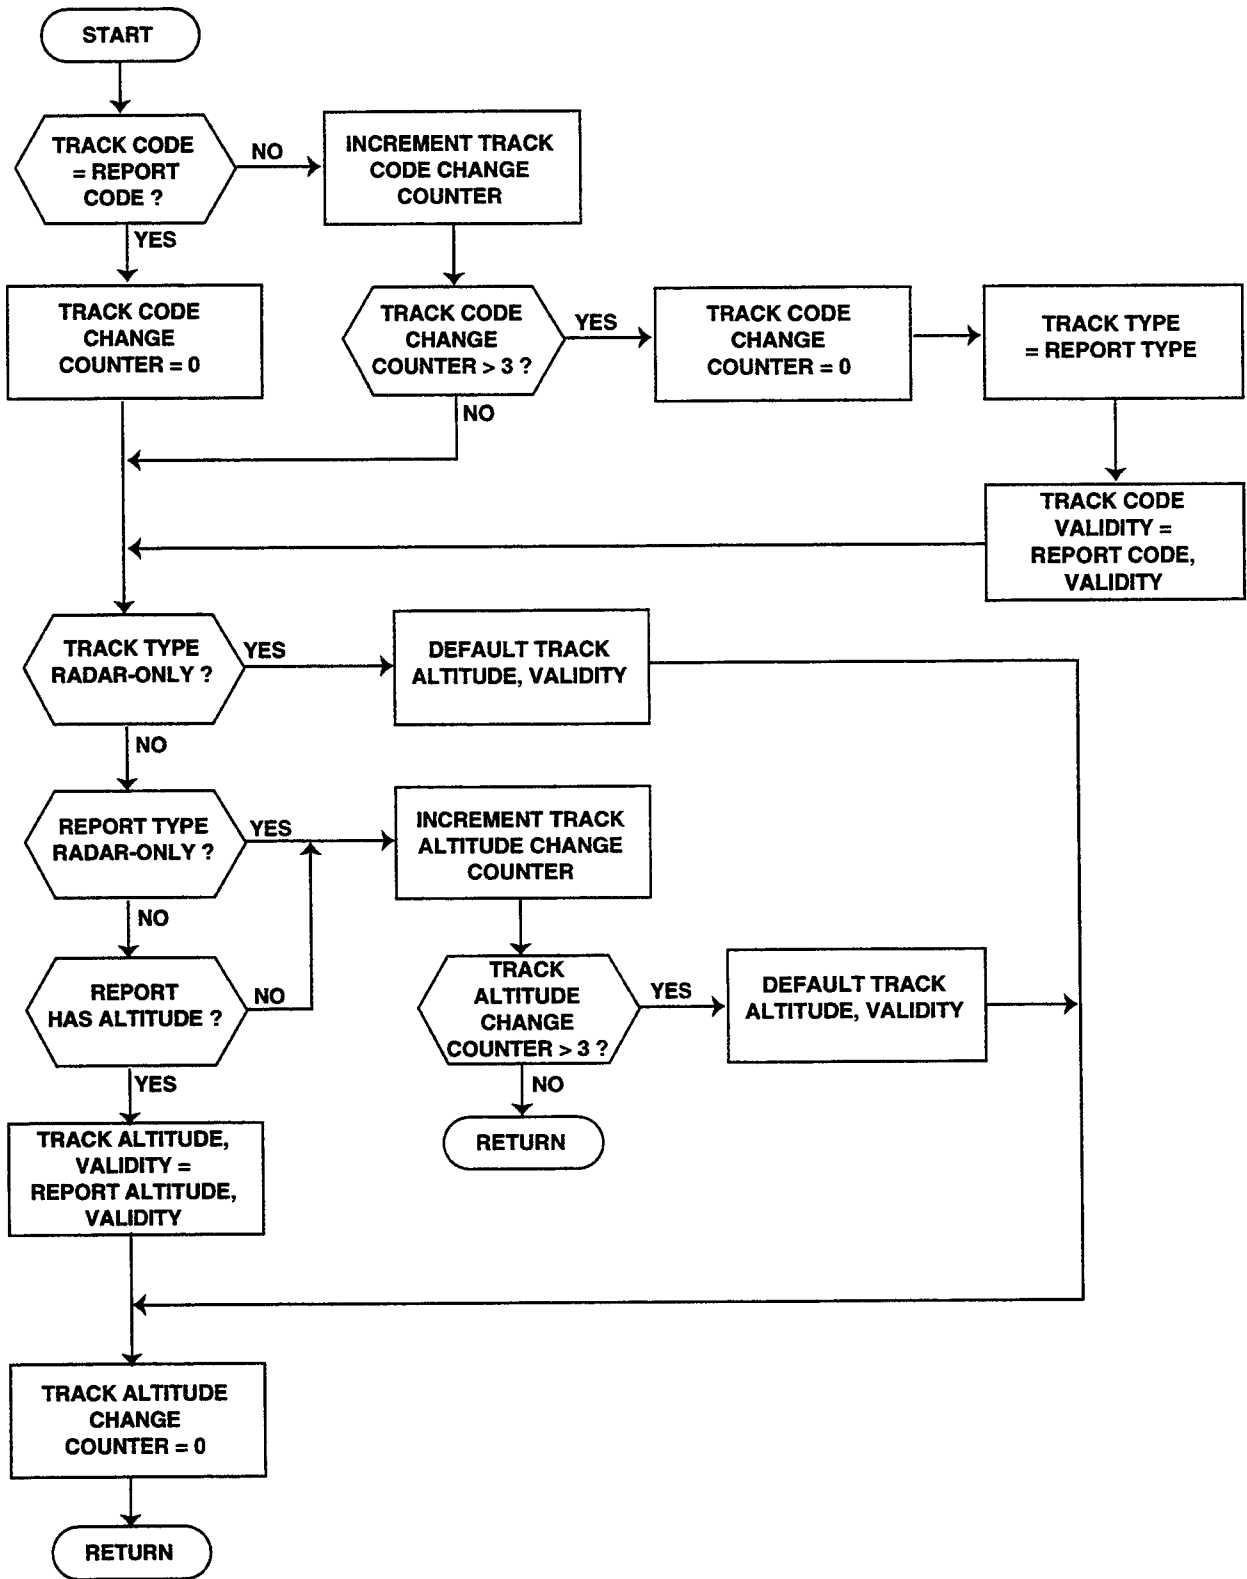 START
TRACK CODE
= REPORT
CODE ?
NO
INCREMENT TRACK
CODE CHANGE
COUNTER
YES
TRACK CODE
CHANGE
COUNTER = 0
TRACK CODE
CHANGE
COUNTER > 3 ?
YES
TRACK CODE
CHANGE
COUNTER = 0
TRACK TYPE
= REPORT TYPE
NO
TRACK CODE
VALIDITY =
REPORT CODE,
VALIDITY
TRACK TYPE
RADAR-ONLY ?
YES
DEFAULT TRACK
ALTITUDE, VALIDITY
NO
REPORT TYPE
RADAR-ONLY ?
YES
INCREMENT TRACK
ALTITUDE CHANGE
COUNTER
NO
REPORT
HAS ALTITUDE ?
NO
TRACK
ALTITUDE
CHANGE
COUNTER > 3 ?
YES
DEFAULT TRACK
ALTITUDE, VALIDITY
YES
NO
RETURN
TRACK ALTITUDE,
VALIDITY =
REPORT ALTITUDE,
VALIDITY
TRACK ALTITUDE
CHANGE
COUNTER = 0
RETURN